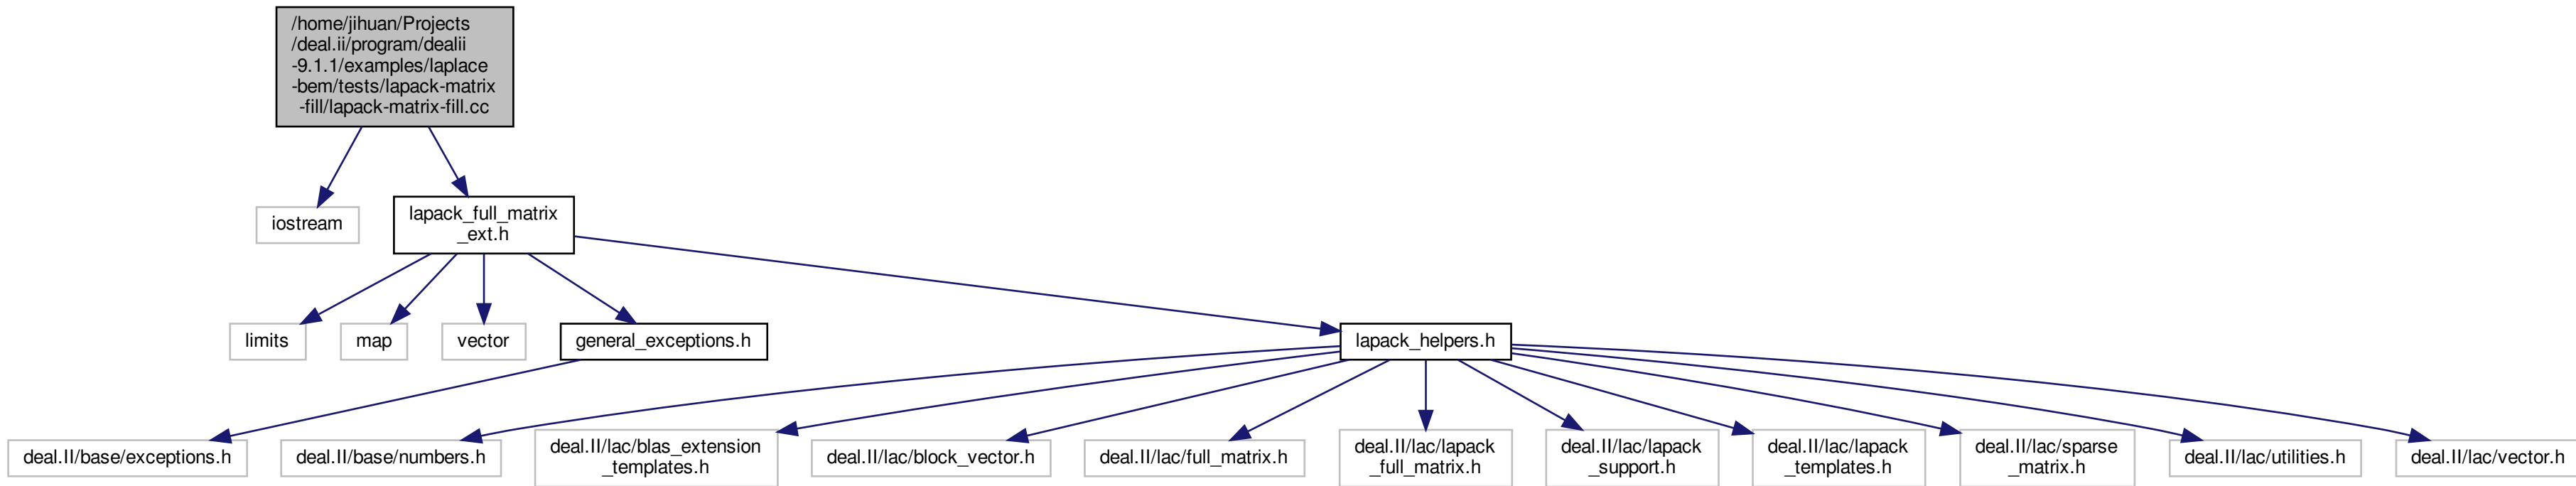 /home/jihuan/Projects
/deal.ii/program/dealii
-9.1.1/examples/laplace
-bem/tests/lapack-matrix
-fill/lapack-matrix-fill.cc
iostream
lapack_full_matrix
_ext.h
limits
map
vector
general_exceptions.h
lapack_helpers.h
deal.II/base/exceptions.h
deal.II/base/numbers.h
deal.II/lac/blas_extension
_templates.h
deal.II/lac/block_vector.h
deal.II/lac/full_matrix.h
deal.II/lac/lapack
_full_matrix.h
deal.II/lac/lapack
_support.h
deal.II/lac/lapack
_templates.h
deal.II/lac/sparse
_matrix.h
deal.II/lac/utilities.h
deal.II/lac/vector.h